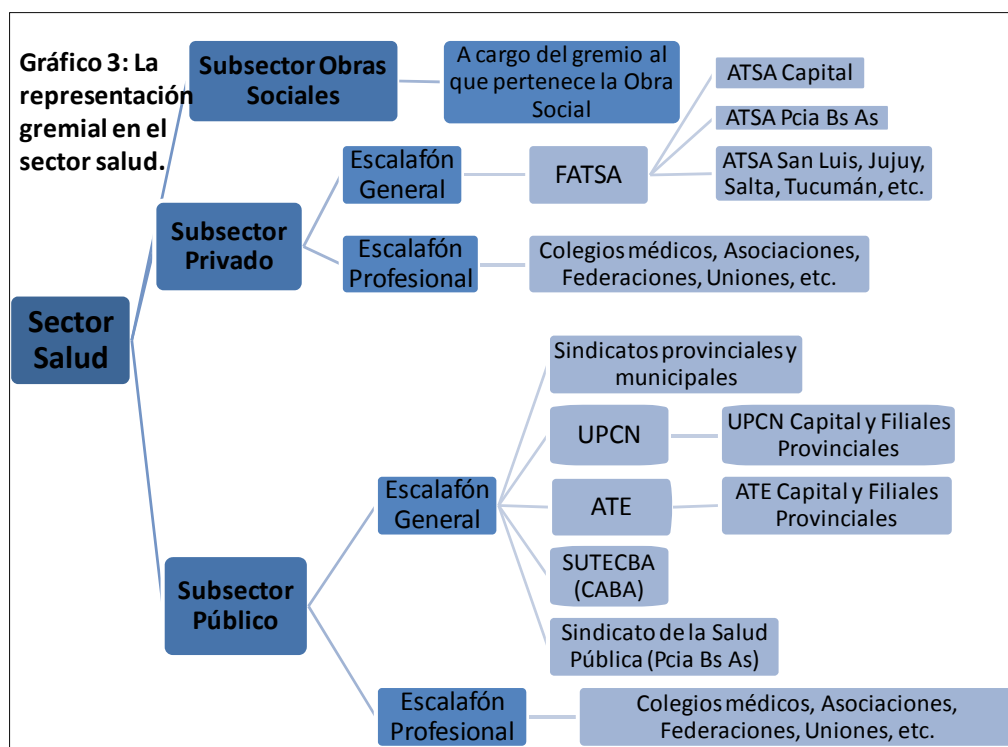 Gráfico 3: La
representación
gremial en el
sector salud.
Subsector Obras
Sociales
A cargo del gremio al
que pertenece la Obra
Social
Sector
Salud
Subsector
Privado
Escalafón
General
FATSA
ATSA Capital
ATSA Pcia Bs As
ATSA San Luis, Jujuy,
Salta, Tucumán, etc.
Escalafón
Profesional
Colegios médicos, Asociaciones,
Federaciones, Uniones, etc.
Subsector
Público
Escalafón
General
Sindicatos provinciales y
municipales
UPCN
UPCN Capital y Filiales
Provinciales
ATE
ATE Capital y Filiales
Provinciales
SUTECBA
(CABA)
Sindicato de la Salud
Pública (Pcia Bs As)
Escalafón
Profesional
Colegios médicos, Asociaciones,
Federaciones, Uniones, etc.